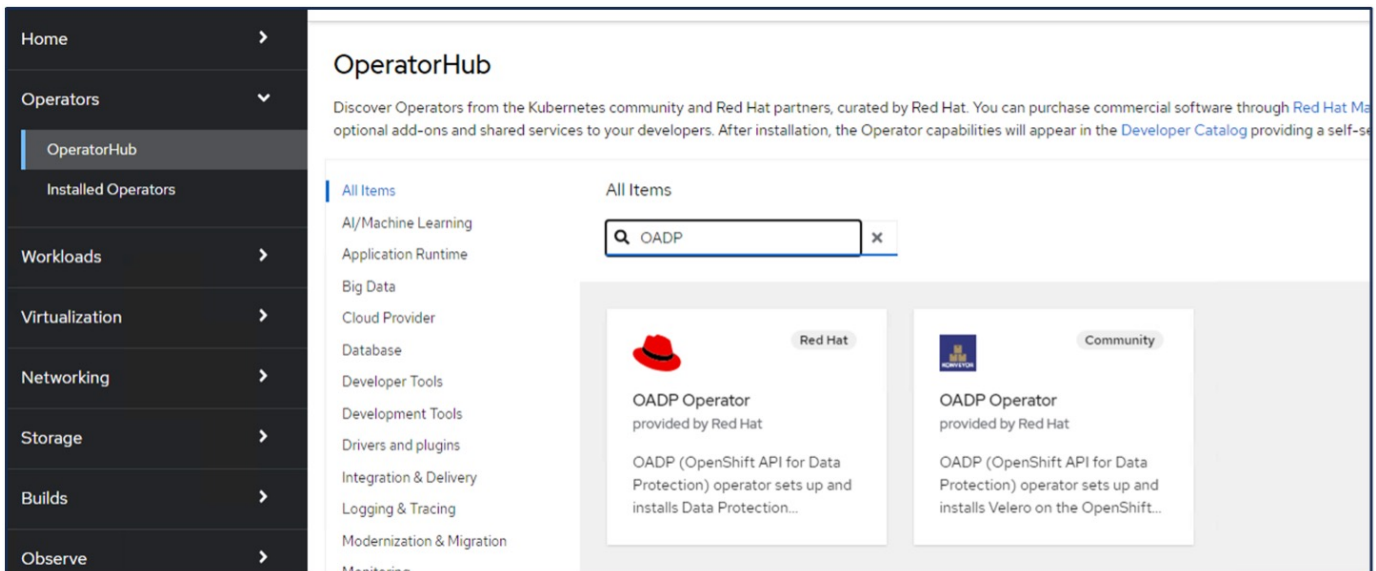 Home
Operators
OperatorHub
Installed Operators
Workloads
Virtualization
Networking
Storage
Builds
Observe
OperatorHub
Discover Operators from the Kubernetes community and Red Hat partners, curated by Red Hat. You can purchase commercial software through Red Hat Ma
optional add-ons and shared services to your developers. After installation, the Operator capabilities will appear in the Developer Catalog providing a self-se
All Items
AI/Machine Learning
Application Runtime
Big Data
Cloud Provider
Database
Developer Tools
Development Tools
Drivers and plugins
Integration & Delivery
Logging & Tracing
Modernization & Migration
Monitoring
All Items
OADP
Red Hat
OADP Operator
provided by Red Hat
OADP (OpenShift API for Data
Protection) operator sets up and
installs Data Protection...
Community
KONVEYOR
OADP Operator
provided by Red Hat
OADP (OpenShift API for Data
Protection) operator sets up and
installs Velero on the OpenShift...